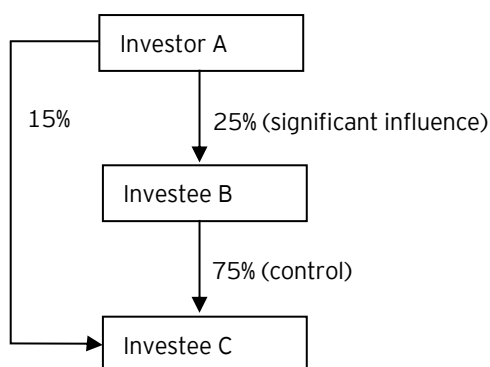 Investor A
15%
25% (significant influence)
Investee B
75% (control)
Investee C